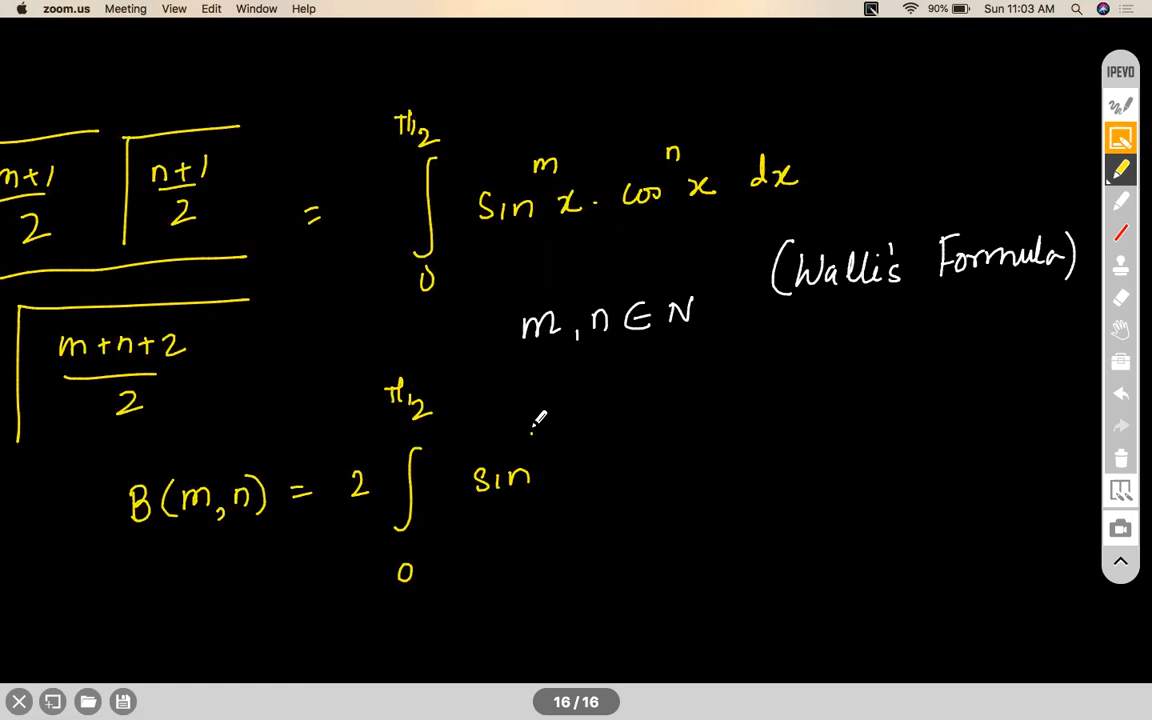 zoom.us Meeting View Edit Window Help 90% Sun 11:03 AM
IPEVO
m+1/2 Γ n+1/2 / Γ m+n+2/2 = ∫ 0 π/2 sin^m x . cos^n x dx
(Walli's Formula)
m, n ∈ N
B(m,n) = 2 ∫ 0 π/2 sin
16 / 16